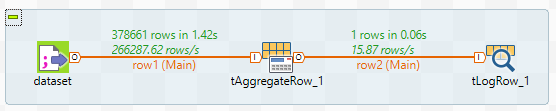 378661 rows in 1.42s
266287.62 rows/s
row1 (Main)
1 rows in 0.06s
15.87 rows/s
row2 (Main)
dataset
tAggregateRow_1
tLogRow_1